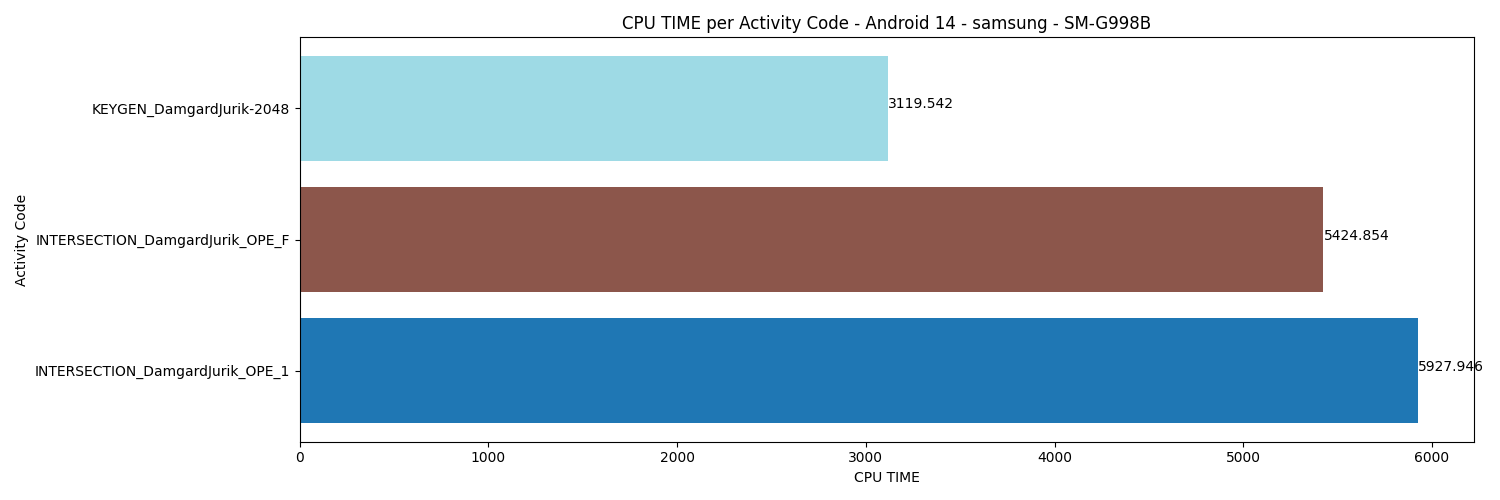 CPU TIME per Activity Code - Android 14 - samsung - SM-G998B
Activity Code
KEYGEN_DamgardJurik-2048
3119.542
INTERSECTION_DamgardJurik_OPE_F
5424.854
INTERSECTION_DamgardJurik_OPE_1
5927.946
0 1000 2000 3000 4000 5000 6000
CPU TIME